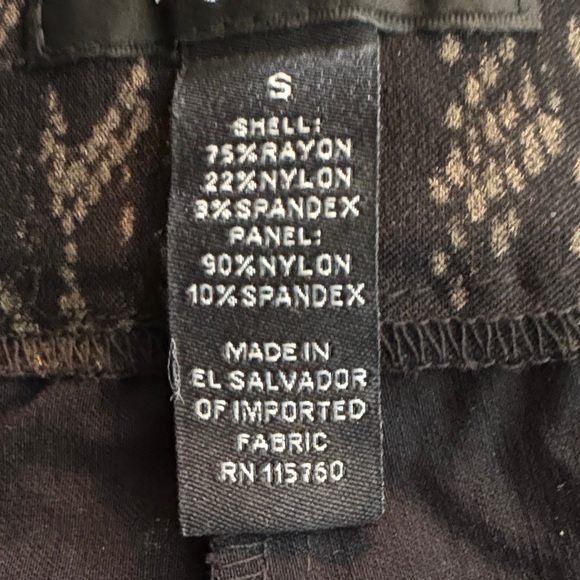 S
SHELL:
75%RAYON
22%NYLON
3%SPANDEX
PANEL:
90%NYLON
10%SPANDEX
MADE IN
EL SALVADOR
OF IMPORTED
FABRIC
RN 115760